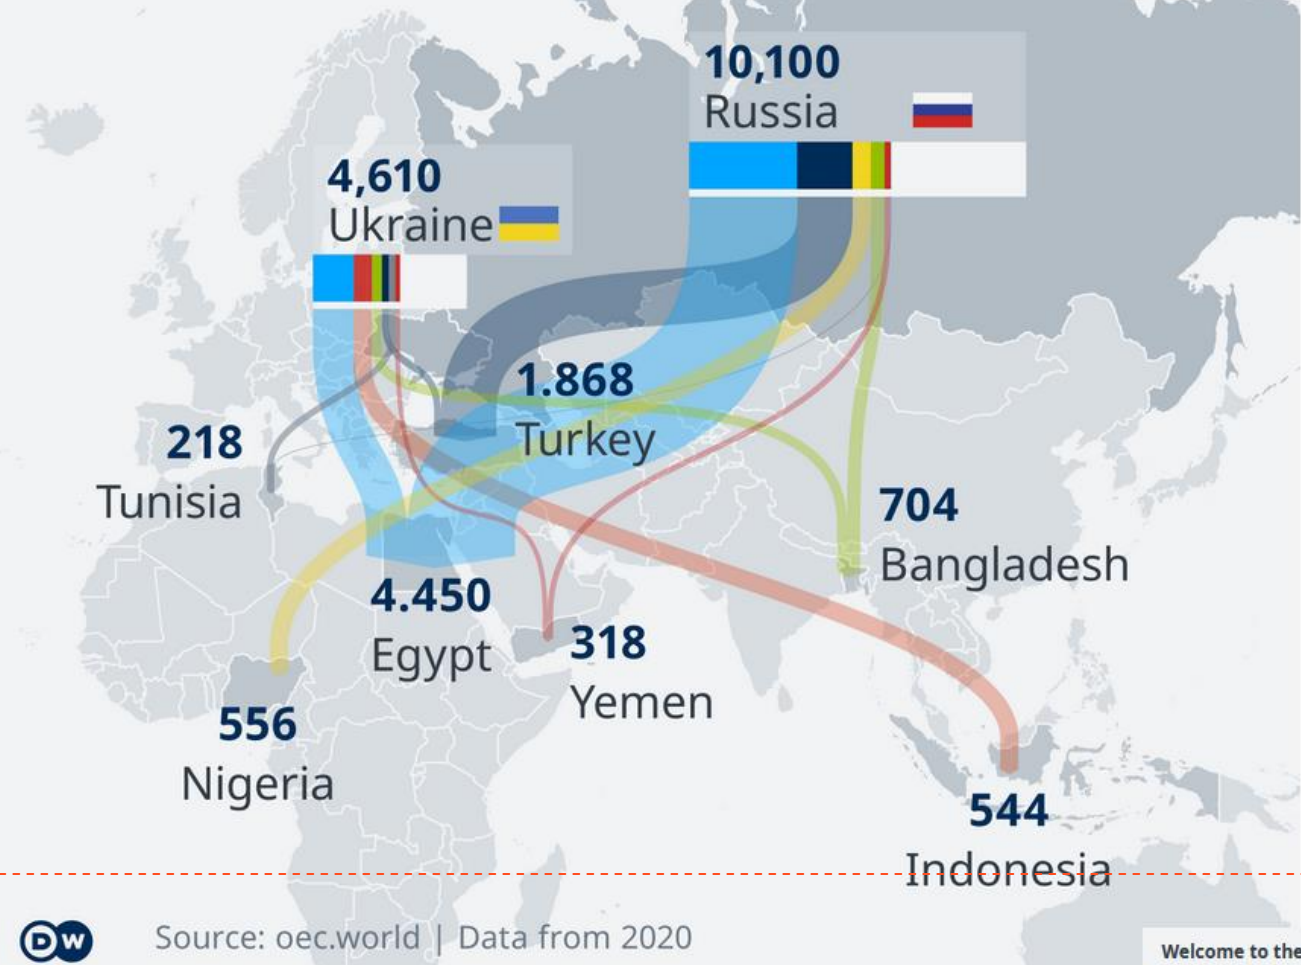 10,100
Russia
4,610
Ukraine
1.868
Turkey
218
Tunisia
704
Bangladesh
4.450
Egypt
318
Yemen
556
Nigeria
544
Indonesia
DW
Source: oec.world | Data from 2020
Welcome to the